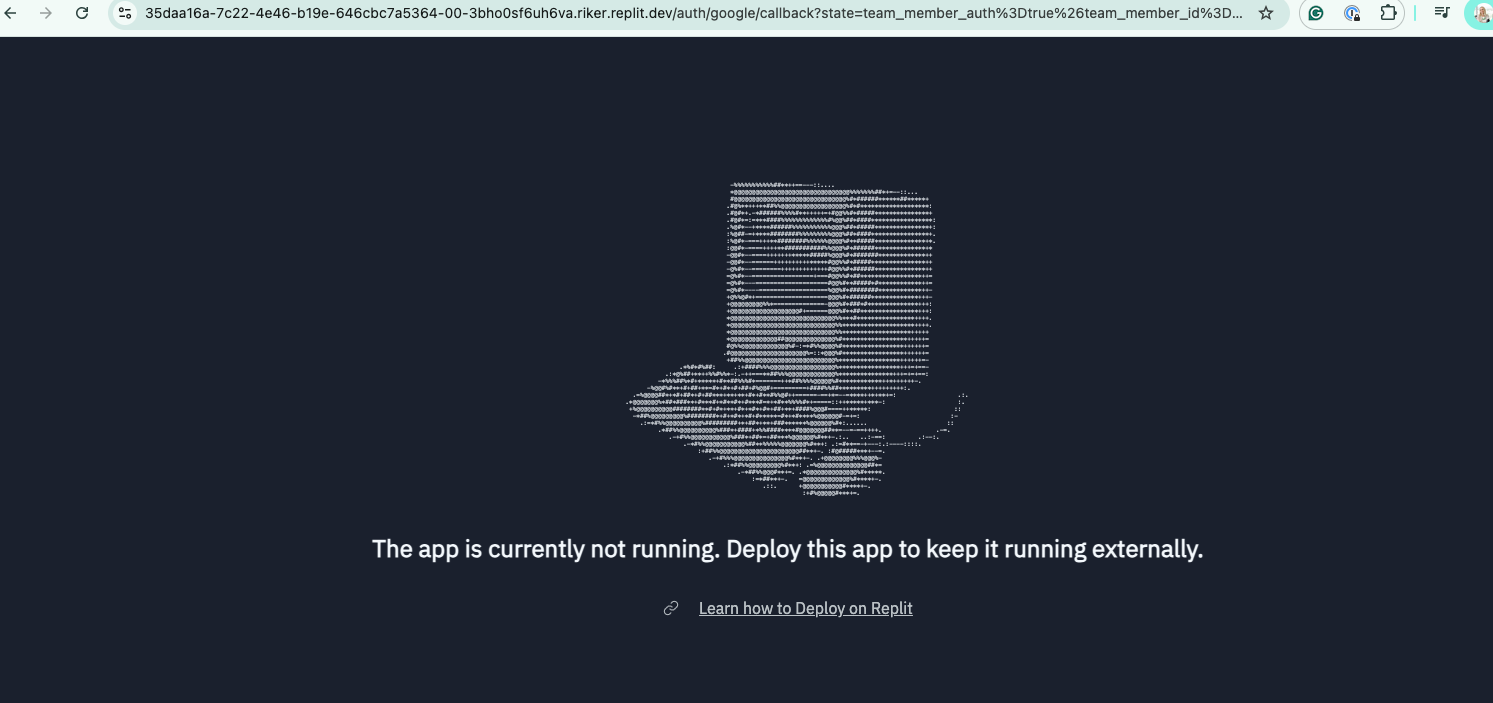 35daa16a-7c22-4e46-b19e-646cbc7a5364-00-3bho0sf6uh6va.riker.replit.dev/auth/google/callback?state=team_member_auth%3Dtrue%26team_member_id%3D...
The app is currently not running. Deploy this app to keep it running externally.
Learn how to Deploy on Replit